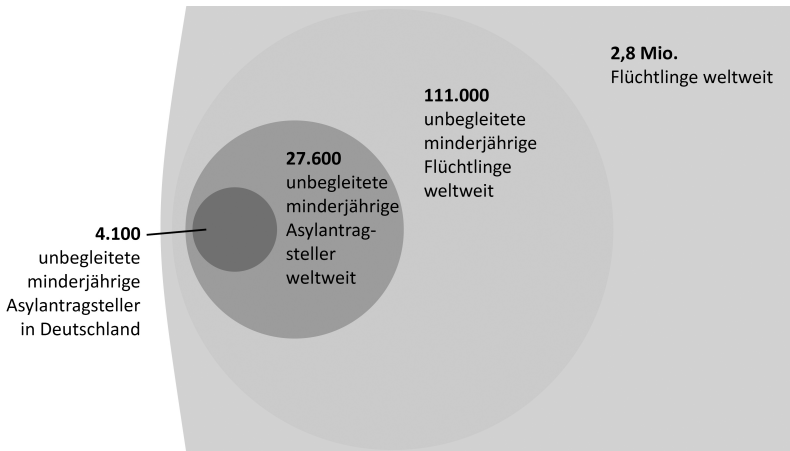 2,8 Mio.
Flüchtlinge weltweit
111.000
unbegleitete
minderjährige
Flüchtlinge
weltweit
27.600
unbegleitete
minderjährige
Asylantrag-
steller
weltweit
4.100
unbegleitete
minderjährige
Asylantragsteller
in Deutschland